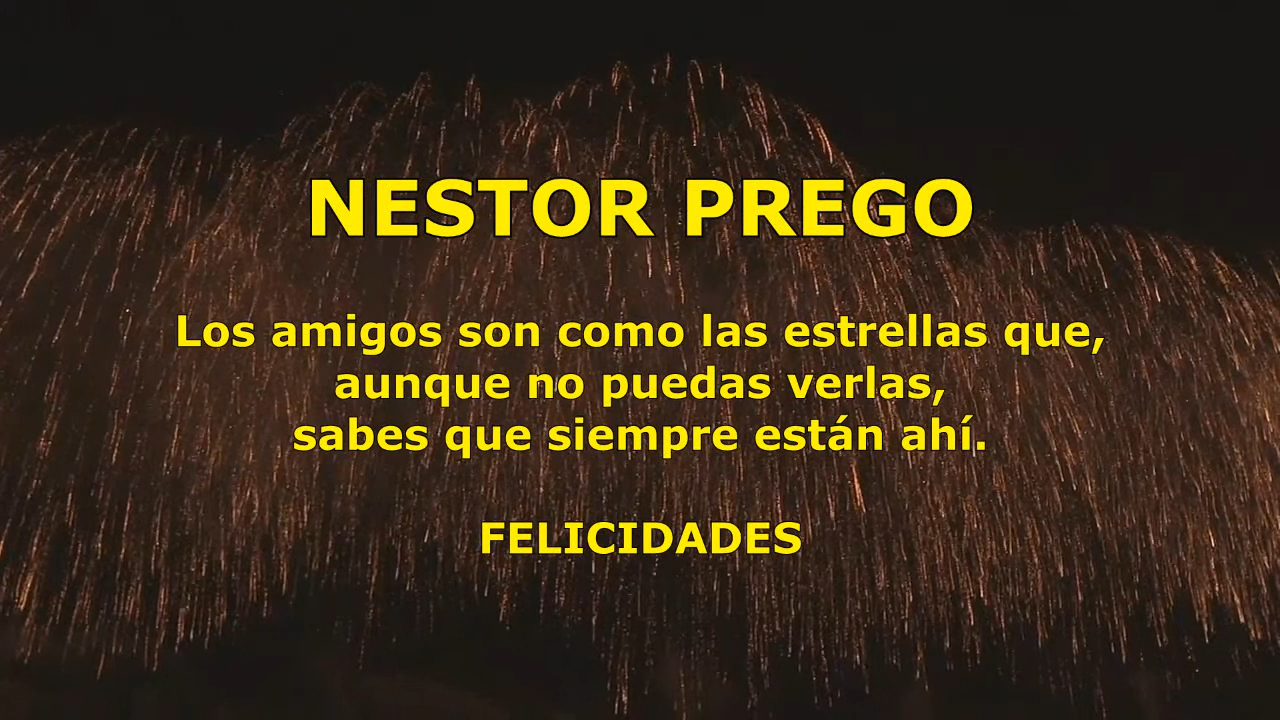 NESTOR PREGO
Los amigos son como las estrellas que,
aunque no puedas verlas,
sabes que siempre están ahí.
FELICIDADES